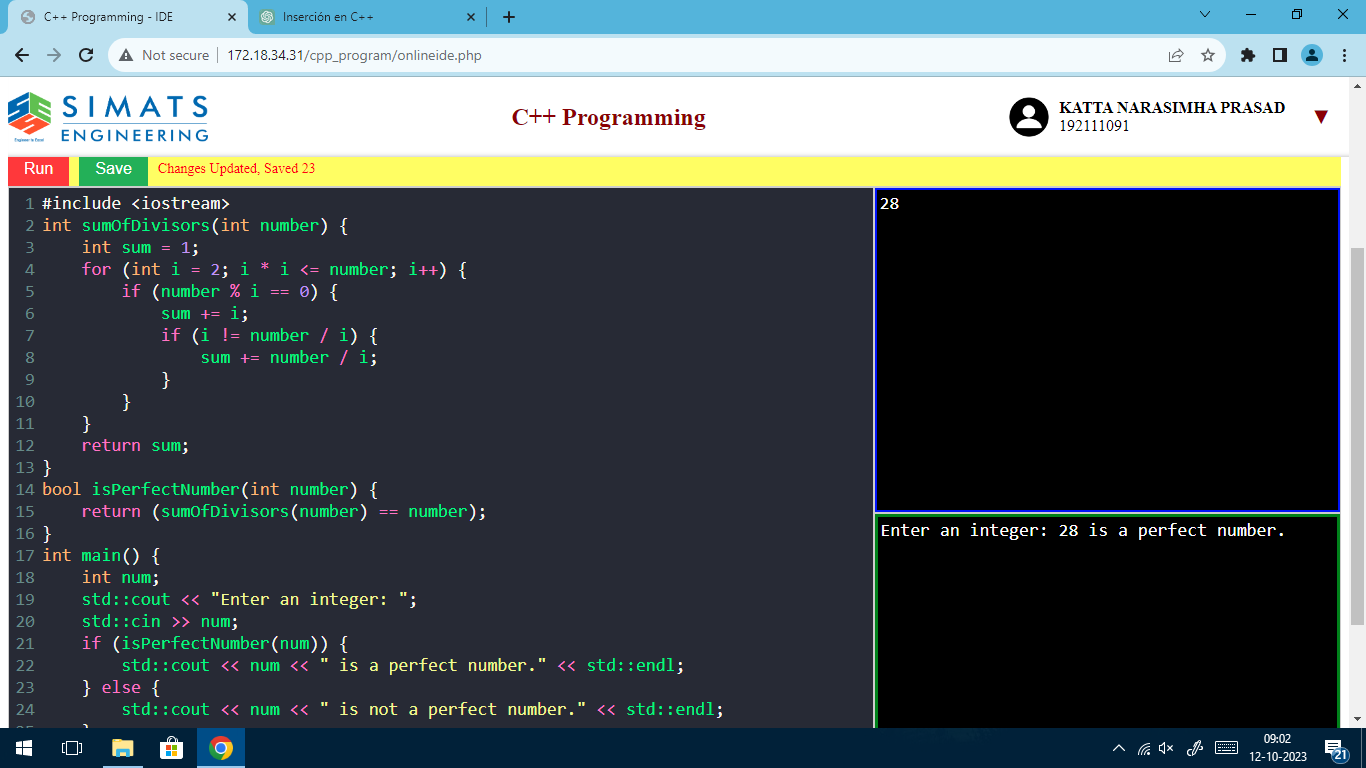 C++ Programming - IDE
Inserción en C++
Not secure
172.18.34.31/cpp_program/onlineide.php
SIMATS
ENGINEERING
Engineer to Excel
C++ Programming
KATTA NARASIMHA PRASAD
192111091
Run
Save
Changes Updated, Saved 23
1 #include <iostream>
2 int sumOfDivisors(int number) {
3     int sum = 1;
4     for (int i = 2; i * i <= number; i++) {
5         if (number % i == 0) {
6             sum += i;
7             if (i != number / i) {
8                 sum += number / i;
9             }
10         }
11     }
12     return sum;
13 }
14 bool isPerfectNumber(int number) {
15     return (sumOfDivisors(number) == number);
16 }
17 int main() {
18     int num;
19     std::cout << "Enter an integer: ";
20     std::cin >> num;
21     if (isPerfectNumber(num)) {
22         std::cout << num << " is a perfect number." << std::endl;
23     } else {
24         std::cout << num << " is not a perfect number." << std::endl;
28
Enter an integer: 28 is a perfect number.
09:02
12-10-2023
21